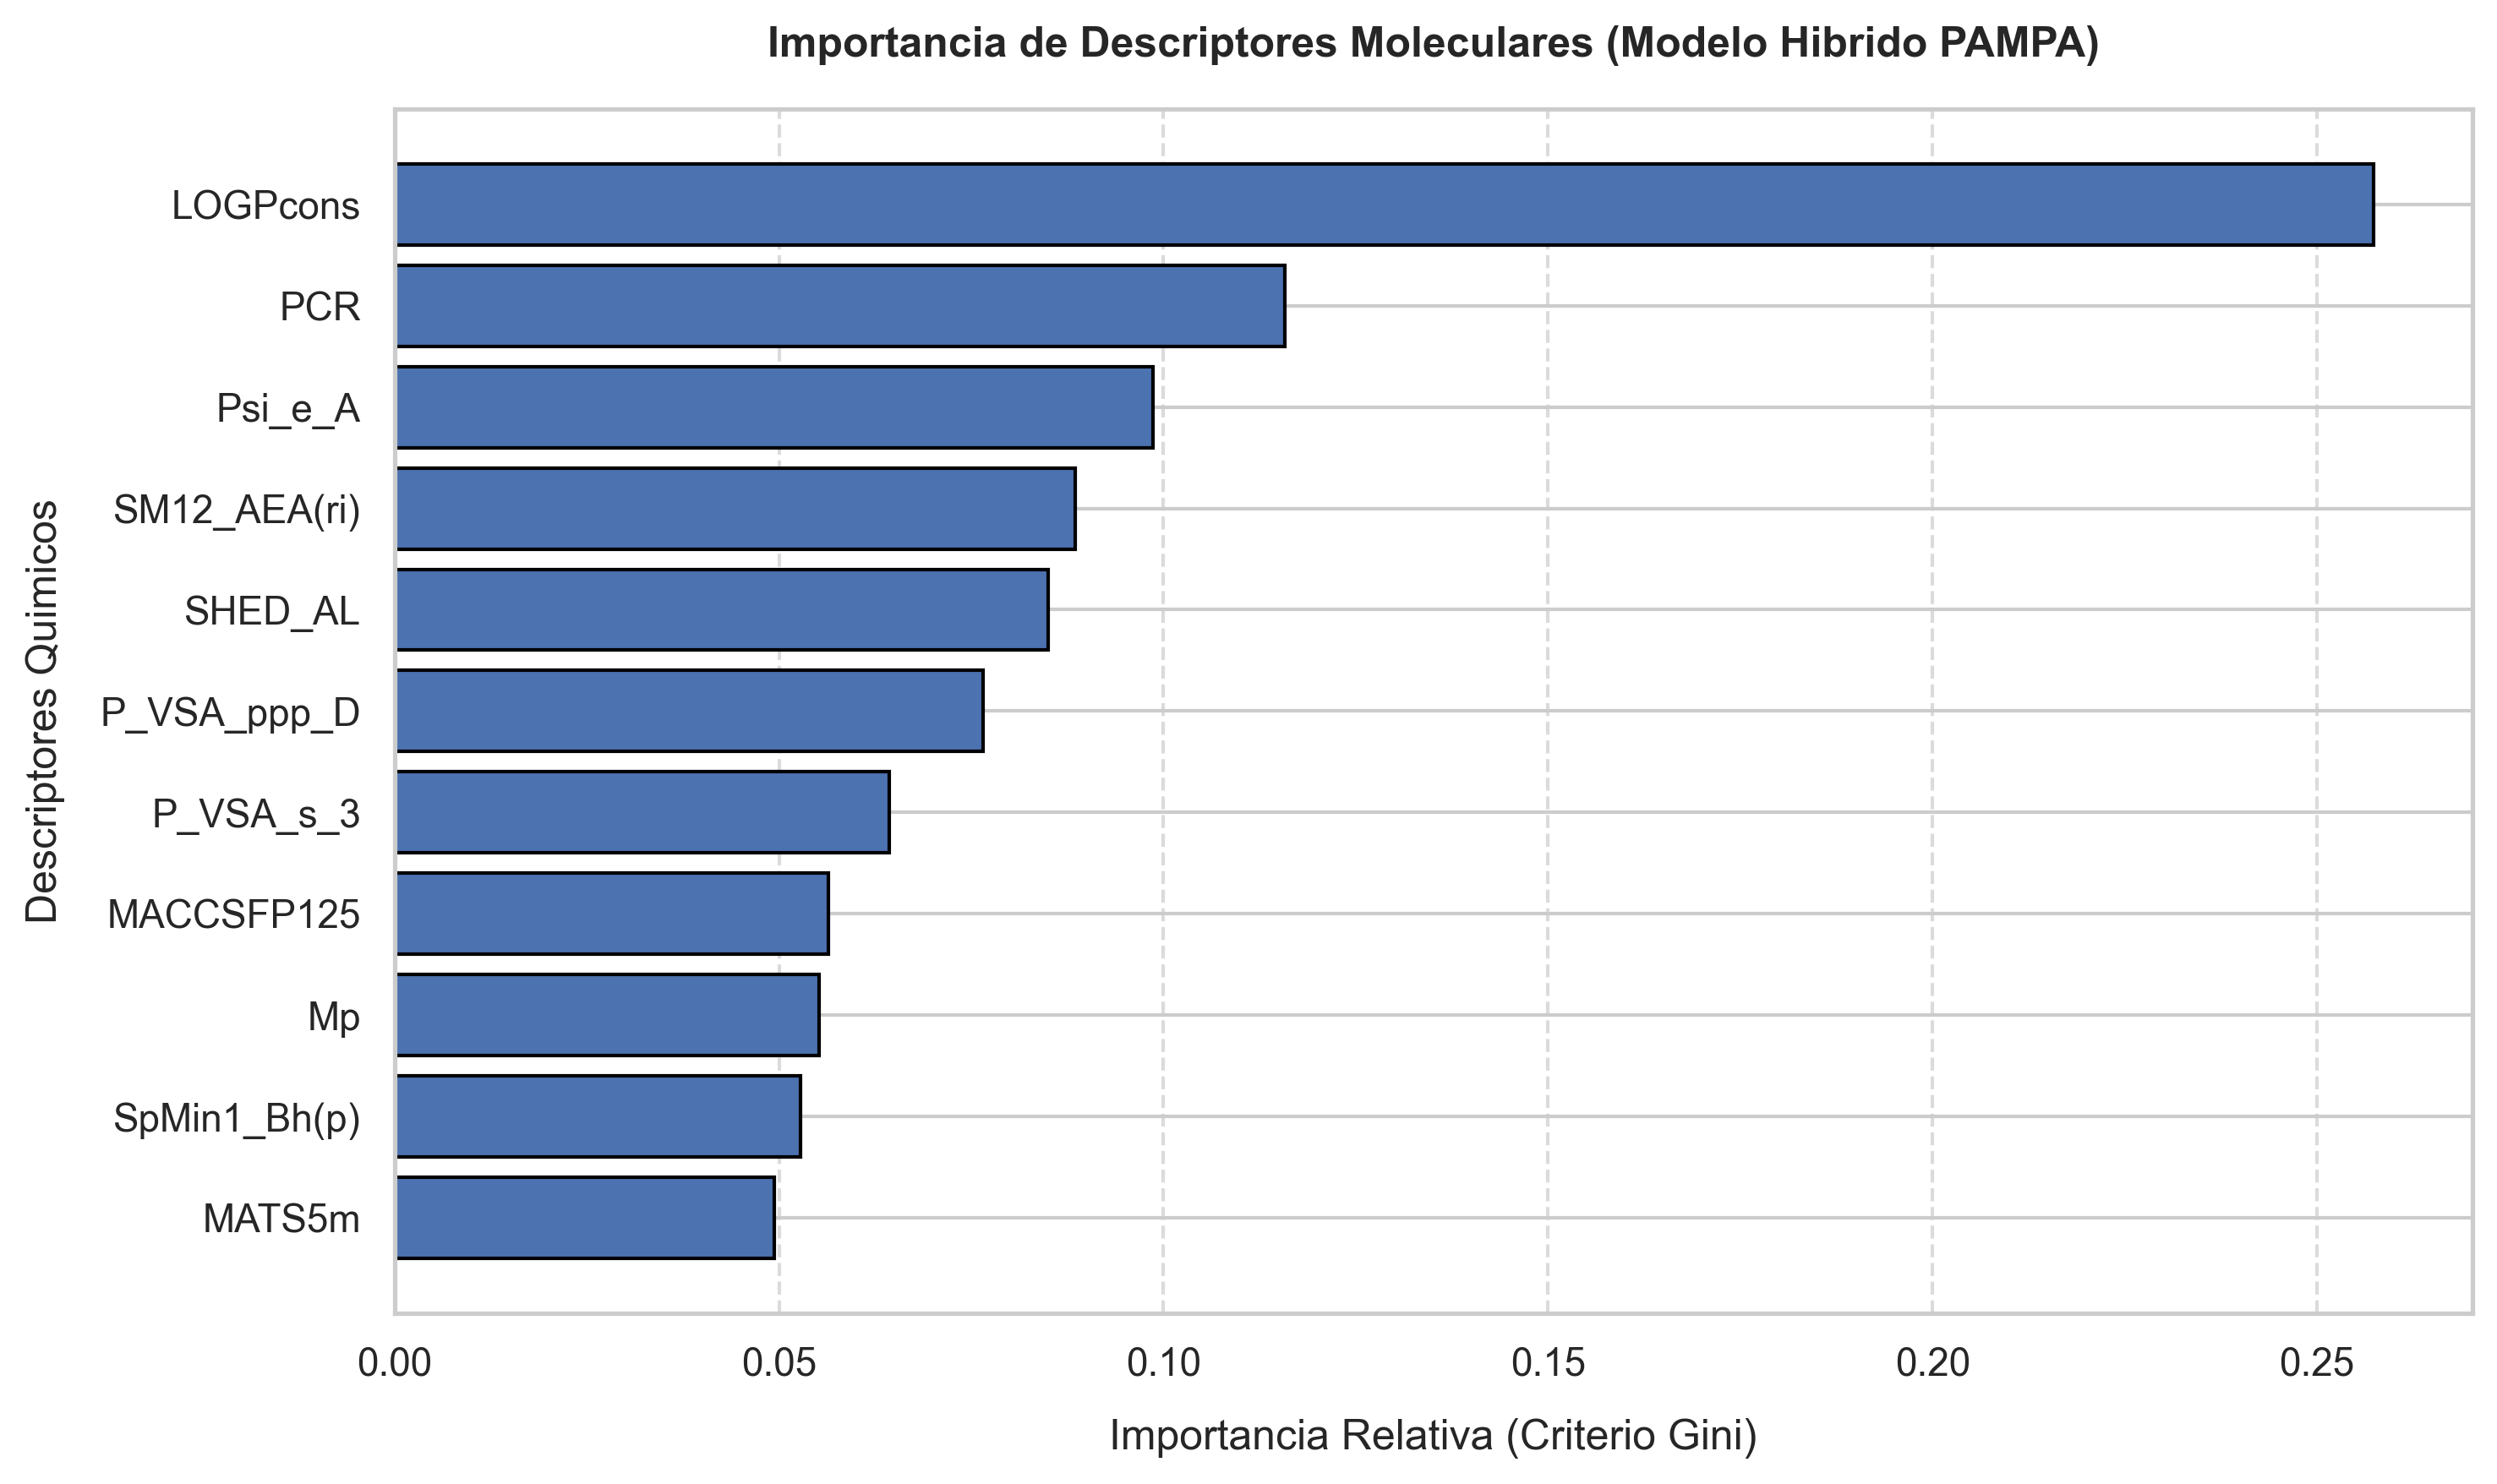 Importancia de Descriptores Moleculares (Modelo Hibrido PAMPA)
Descriptores Quimicos
LOGPcons
PCR
Psi_e_A
SM12_AEA(ri)
SHED_AL
P_VSA_ppp_D
P_VSA_s_3
MACCSFP125
Mp
SpMin1_Bh(p)
MATS5m
0.00 0.05 0.10 0.15 0.20 0.25
Importancia Relativa (Criterio Gini)